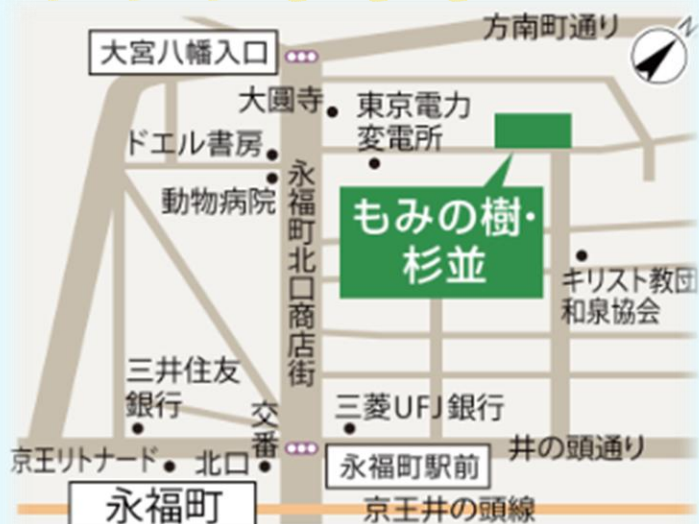 方南町通り
N
大宮八幡入口
大圓寺
東京電力
変電所
ドエル書房
動物病院
永福町北口商店街
もみの樹・
杉並
キリスト教団
和泉協会
三井住友
銀行
交番
三菱UFJ銀行
京王リトナード
北口
永福町駅前
井の頭通り
永福町
京王井の頭線